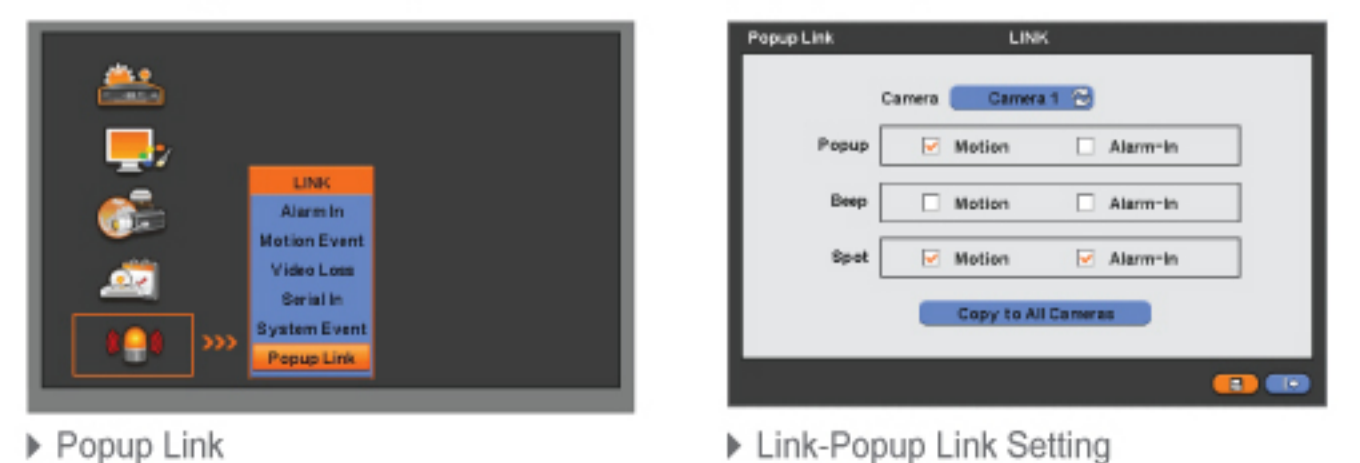 LINK
Alarm In
Motion Event
Video Loss
Serial In
System Event
Popup Link
>>>
▶ Popup Link
Popup Link LINK
Camera Camera 1
Popup Motion Alarm-In
Beep Motion Alarm-In
Spot Motion Alarm-In
Copy to All Cameras
▶ Link-Popup Link Setting